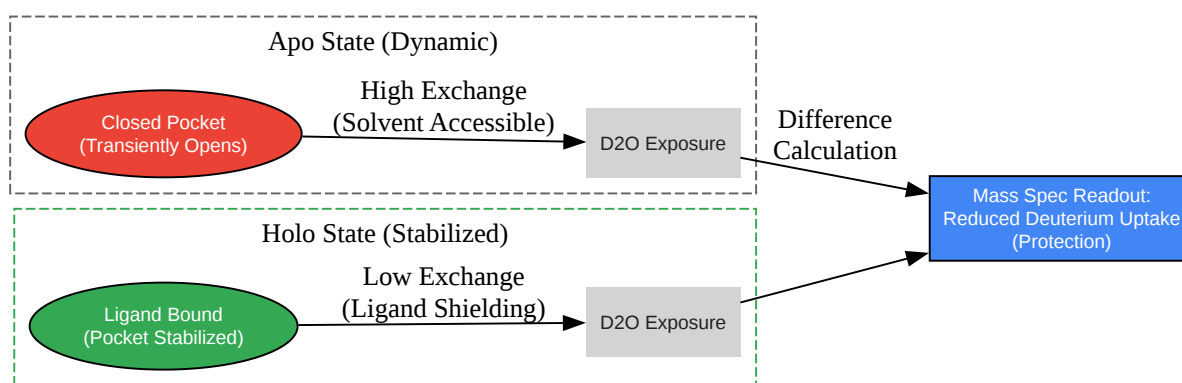 Apo State (Dynamic)
Closed Pocket
(Transiently Opens)
High Exchange
(Solvent Accessible)
D2O Exposure
Difference
Calculation
Mass Spec Readout:
Reduced Deuterium Uptake
(Protection)
Holo State (Stabilized)
Ligand Bound
(Pocket Stabilized)
Low Exchange
(Ligand Shielding)
D2O Exposure